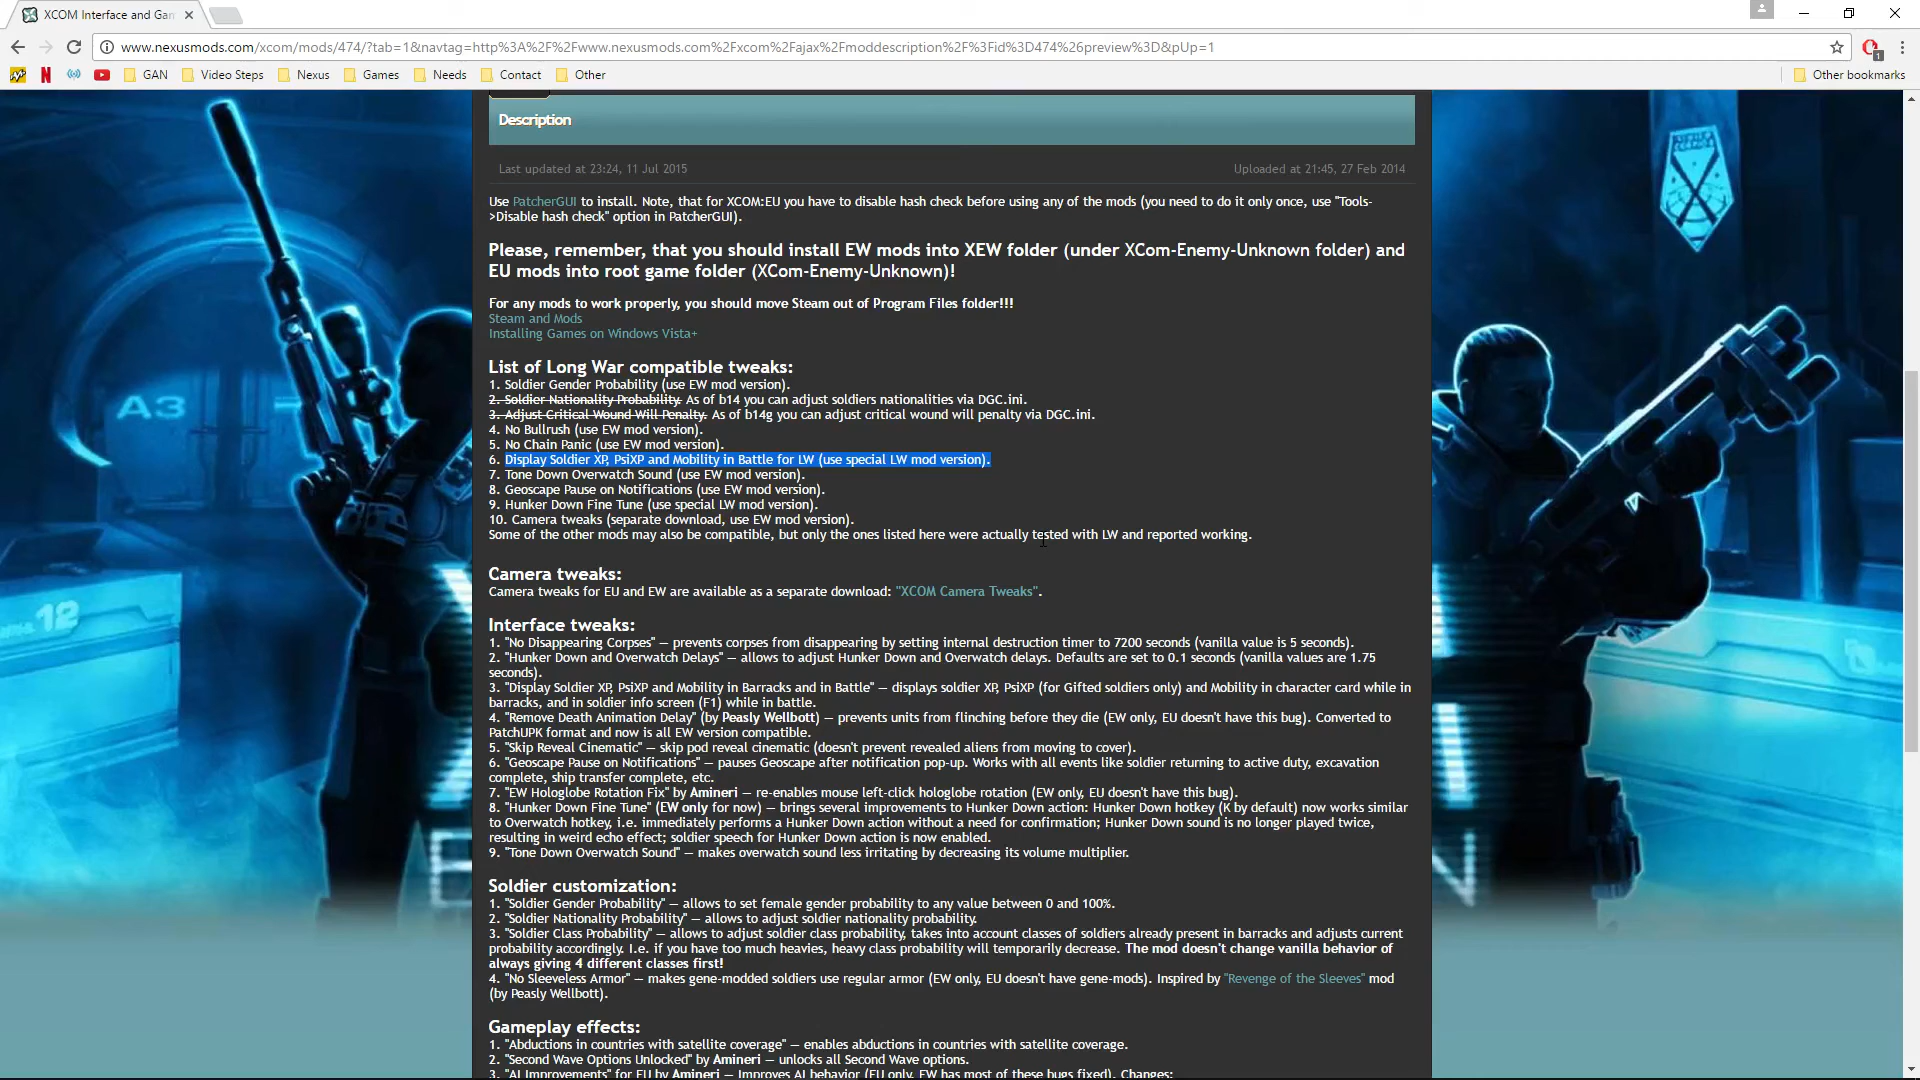 XCOM Interface and Gan
www.nexusmods.com/xcom/mods/474/?tab=1&navtag=http%3A%2F%2Fwww.nexusmods.com%2Fxcom%2Fajax%2Fmoddescription%2F%3Fid%3D474%26preview%3D&pUp=1
GAN Video Steps Nexus Games Needs Contact Other Other bookmarks
Description
Last updated at 23:24, 11 Jul 2015 Uploaded at 21:45, 27 Feb 2014
Use PatcherGUI to install. Note, that for XCOM:EU you have to disable hash check before using any of the mods (you need to do it only once, use "Tools-
>Disable hash check" option in PatcherGUI).
Please, remember, that you should install EW mods into XEW folder (under XCom-Enemy-Unknown folder) and
EU mods into root game folder (XCom-Enemy-Unknown)!
For any mods to work properly, you should move Steam out of Program Files folder!!!
Steam and Mods
Installing Games on Windows Vista+
List of Long War compatible tweaks:
1. Soldier Gender Probability (use EW mod version).
2. Soldier Nationality Probability. As of b14 you can adjust soldiers nationalities via DGC.ini.
3. Adjust Critical Wound Will Penalty. As of b14g you can adjust critical wound will penalty via DGC.ini.
4. No Bullrush (use EW mod version).
5. No Chain Panic (use EW mod version).
6. Display Soldier XP, PsiXP and Mobility in Battle for LW (use special LW mod version).
7. Tone Down Overwatch Sound (use EW mod version).
8. Geoscape Pause on Notifications (use EW mod version).
9. Hunker Down Fine Tune (use special LW mod version).
10. Camera tweaks (separate download, use EW mod version).
Some of the other mods may also be compatible, but only the ones listed here were actually tested with LW and reported working.
Camera tweaks:
Camera tweaks for EU and EW are available as a separate download: "XCOM Camera Tweaks".
Interface tweaks:
1. "No Disappearing Corpses" — prevents corpses from disappearing by setting internal destruction timer to 7200 seconds (vanilla value is 5 seconds).
2. "Hunker Down and Overwatch Delays" — allows to adjust Hunker Down and Overwatch delays. Defaults are set to 0.1 seconds (vanilla values are 1.75
seconds).
3. "Display Soldier XP, PsiXP and Mobility in Barracks and in Battle" — displays soldier XP, PsiXP (for Gifted soldiers only) and Mobility in character card while in
barracks, and in soldier info screen (F1) while in battle.
4. "Remove Death Animation Delay" (by Peasly Wellbott) — prevents units from flinching before they die (EW only, EU doesn't have this bug). Converted to
PatchUPK format and now is all EW version compatible.
5. "Skip Reveal Cinematic" — skip pod reveal cinematic (doesn't prevent revealed aliens from moving to cover).
6. "Geoscape Pause on Notifications" — pauses Geoscape after notification pop-up. Works with all events like soldier returning to active duty, excavation
complete, ship transfer complete, etc.
7. "EW Hologlobe Rotation Fix" by Amineri — re-enables mouse left-click hologlobe rotation (EW only, EU doesn't have this bug).
8. "Hunker Down Fine Tune" (EW only for now) — brings several improvements to Hunker Down action: Hunker Down hotkey (K by default) now works similar
to Overwatch hotkey, i.e. immediately performs a Hunker Down action without a need for confirmation; Hunker Down sound is no longer played twice,
resulting in weird echo effect; soldier speech for Hunker Down action is now enabled.
9. "Tone Down Overwatch Sound" — makes overwatch sound less irritating by decreasing its volume multiplier.
Soldier customization:
1. "Soldier Gender Probability" — allows to set female gender probability to any value between 0 and 100%.
2. "Soldier Nationality Probability" — allows to adjust soldier nationality probability.
3. "Soldier Class Probability" — allows to adjust soldier class probability, takes into account classes of soldiers already present in barracks and adjusts current
probability accordingly. I.e. if you have too much heavies, heavy class probability will temporarily decrease. The mod doesn't change vanilla behavior of
always giving 4 different classes first!
4. "No Sleeveless Armor" — makes gene-modded soldiers use regular armor (EW only, EU doesn't have gene-mods). Inspired by "Revenge of the Sleeves" mod
(by Peasly Wellbott).
Gameplay effects:
1. "Abductions in countries with satellite coverage" — enables abductions in countries with satellite coverage.
2. "Second Wave Options Unlocked" by Amineri — unlocks all Second Wave options.
3. "AI Improvements" for EU by Amineri — Improves AI behavior (EU only, EW has most of these bugs fixed). Changes:
A3
12
1